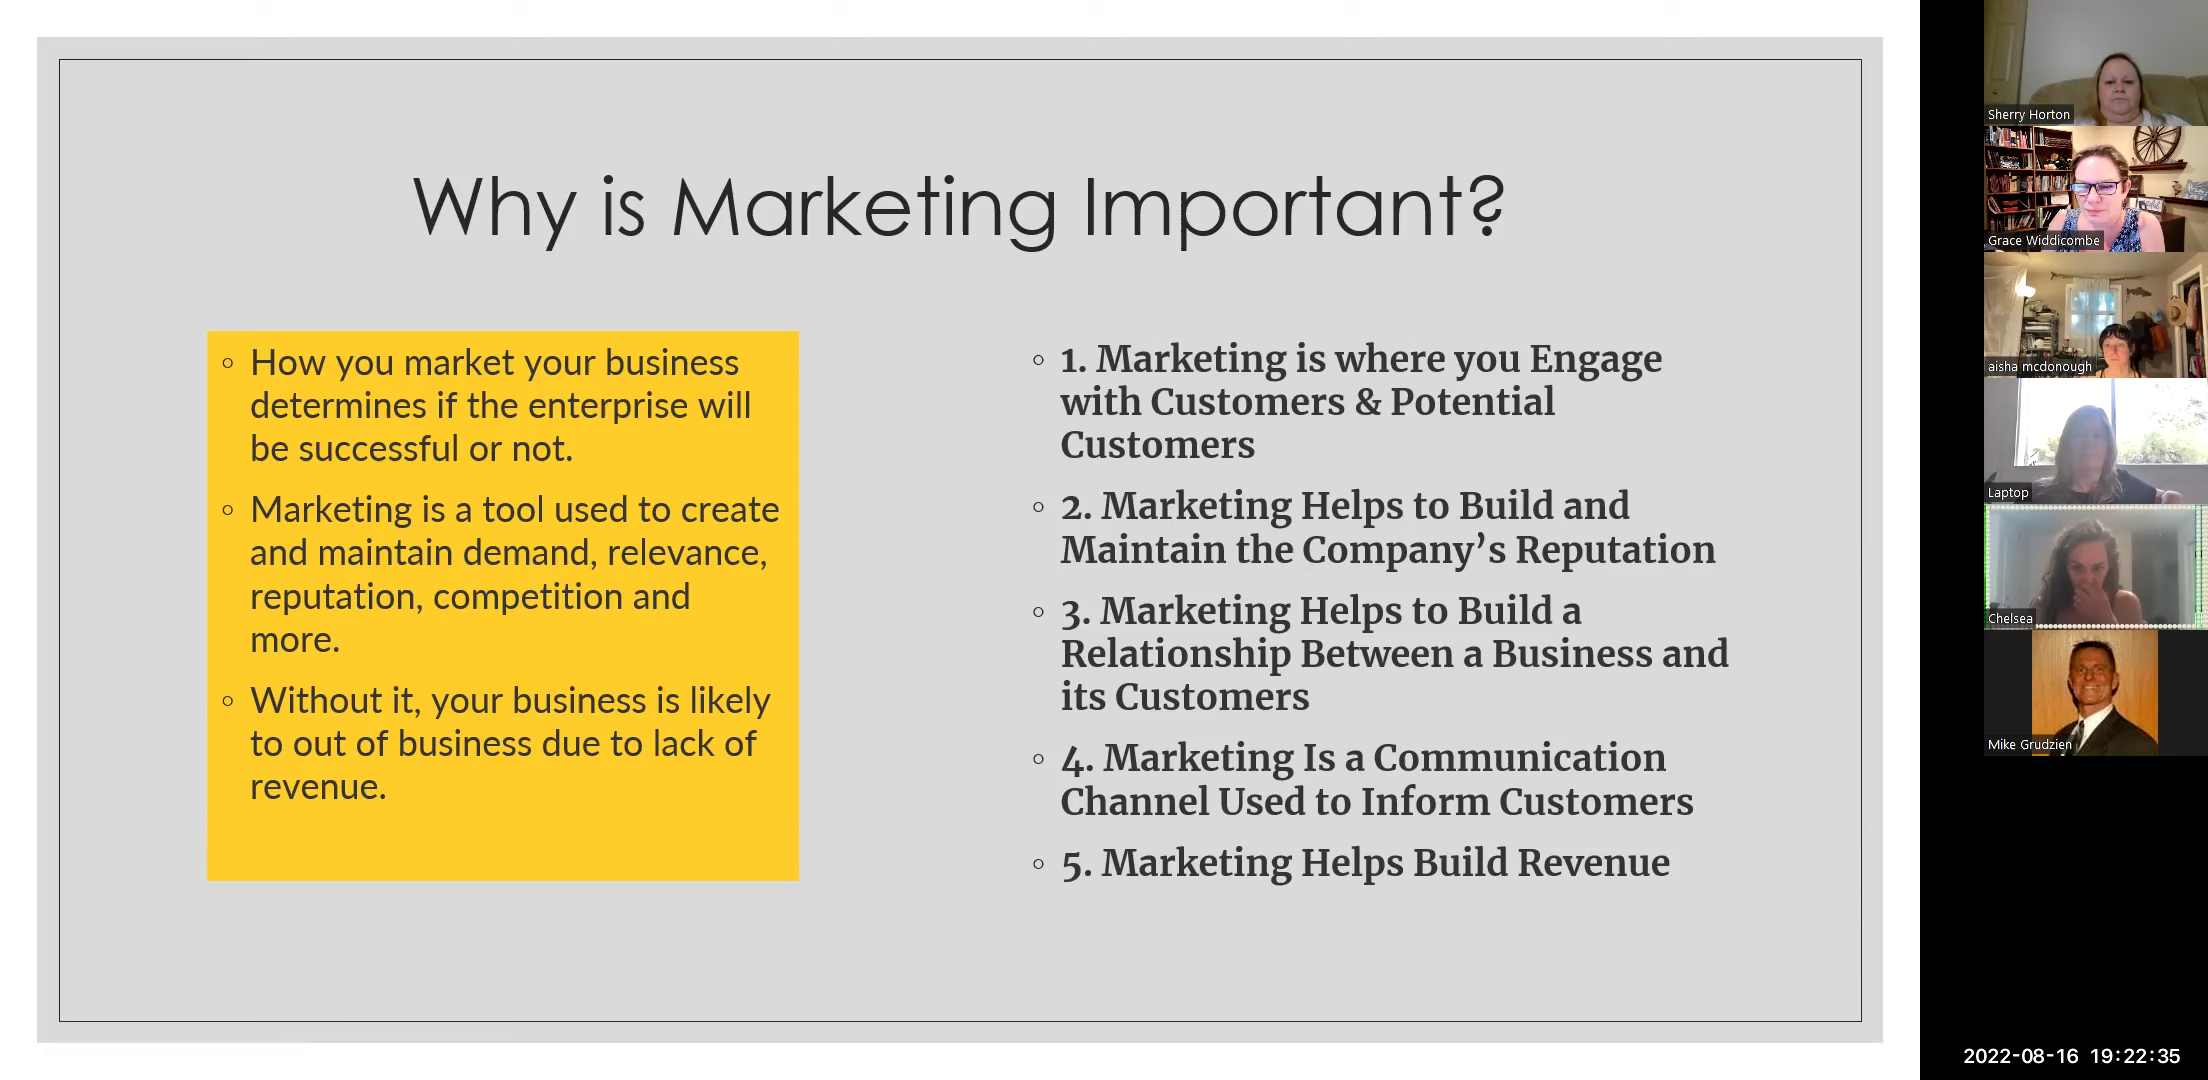 Why is Marketing Important?
◦ How you market your business
determines if the enterprise will
be successful or not.
◦ Marketing is a tool used to create
and maintain demand, relevance,
reputation, competition and
more.
◦ Without it, your business is likely
to out of business due to lack of
revenue.
◦ 1. Marketing is where you Engage
with Customers & Potential
Customers
◦ 2. Marketing Helps to Build and
Maintain the Company’s Reputation
◦ 3. Marketing Helps to Build a
Relationship Between a Business and
its Customers
◦ 4. Marketing Is a Communication
Channel Used to Inform Customers
◦ 5. Marketing Helps Build Revenue
Sherry Horton
Grace Widdicombe
aisha mcdonough
Laptop
Chelsea
Mike Grudzien
2022-08-16 19:22:35